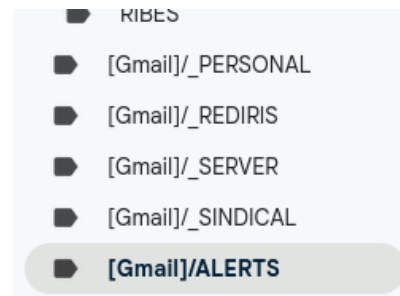 RIBES
[Gmail]/_PERSONAL
[Gmail]/_REDIRIS
[Gmail]/_SERVER
[Gmail]/_SINDICAL
[Gmail]/ALERTS